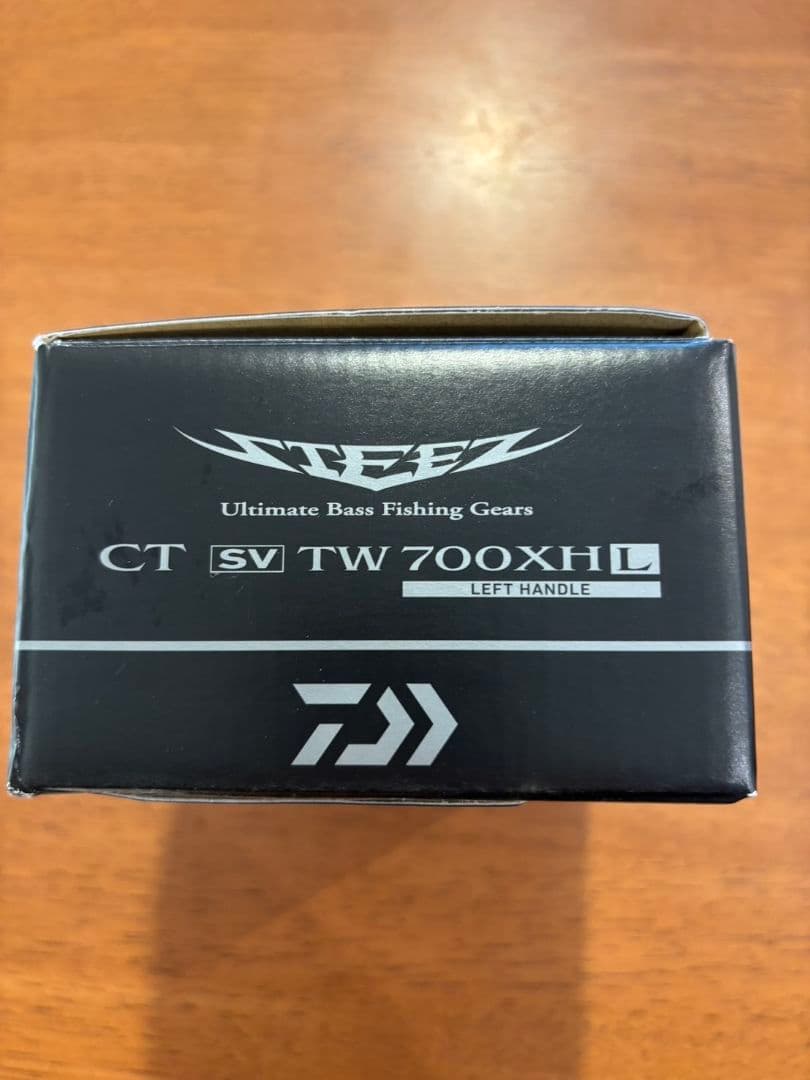 STEEZ
Ultimate Bass Fishing Gears
CT SV TW 700XHL
LEFT HANDLE